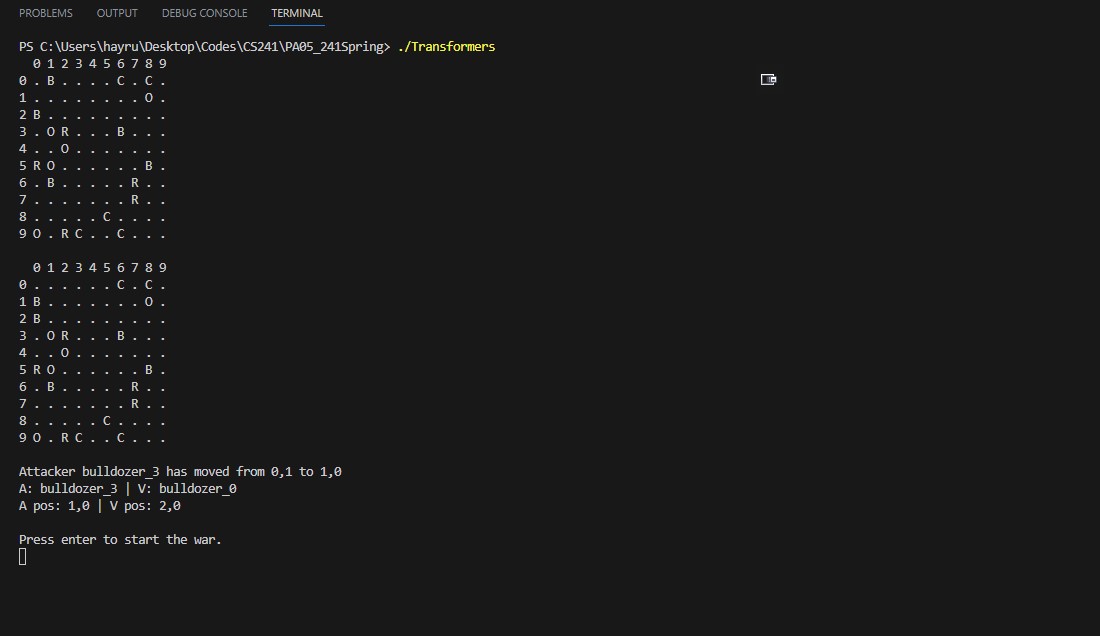 PROBLEMS OUTPUT DEBUG CONSOLE TERMINAL
PS C:\Users\hayru\Desktop\Codes\CS241\PA05_241Spring> ./Transformers
  0 1 2 3 4 5 6 7 8 9
0 . B . . . . C . C .
1 . . . . . . . . O .
2 B . . . . . . . . .
3 . O R . . . B . . .
4 . . O . . . . . . .
5 R O . . . . . . B .
6 . B . . . . . R . .
7 . . . . . . . R . .
8 . . . . . C . . . .
9 O . R C . . C . . .

  0 1 2 3 4 5 6 7 8 9
0 . . . . . . C . C .
1 B . . . . . . . O .
2 B . . . . . . . . .
3 . O R . . . B . . .
4 . . O . . . . . . .
5 R O . . . . . . B .
6 . B . . . . . R . .
7 . . . . . . . R . .
8 . . . . . C . . . .
9 O . R C . . C . . .

Attacker bulldozer_3 has moved from 0,1 to 1,0
A: bulldozer_3 | V: bulldozer_0
A pos: 1,0 | V pos: 2,0

Press enter to start the war.